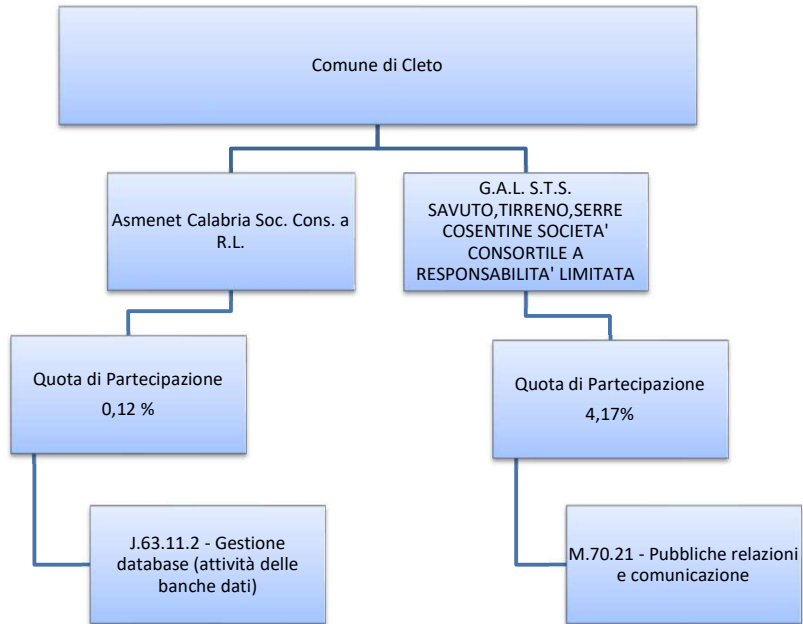 Comune di Cleto
Asmenet Calabria Soc. Cons. a
R.L.
G.A.L. S.T.S.
SAVUTO,TIRRENO,SERRE
COSENTINE SOCIETA'
CONSORTILE A
RESPONSABILITA' LIMITATA
Quota di Partecipazione
0,12 %
Quota di Partecipazione
4,17%
J.63.11.2 - Gestione
database (attività delle
banche dati)
M.70.21 - Pubbliche relazioni
e comunicazione